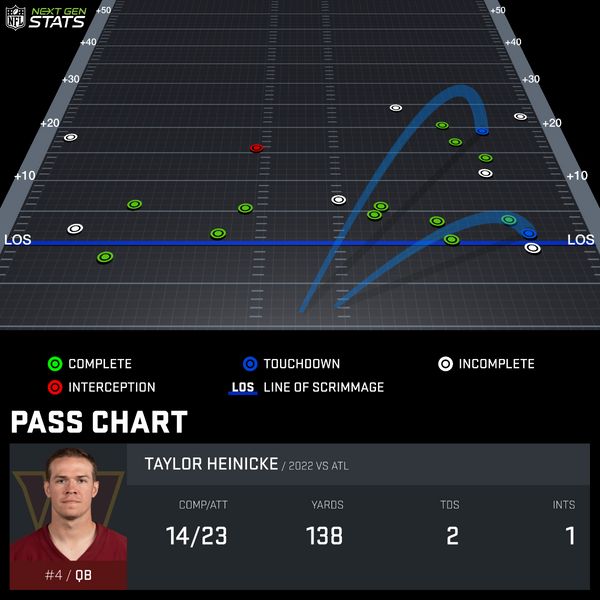 NFL NEXT GEN STATS
+50 +50
+40 +40
+30 +30
+20 +20
+10 +10
LOS LOS
COMPLETE TOUCHDOWN INCOMPLETE
INTERCEPTION LOS LINE OF SCRIMMAGE
PASS CHART
TAYLOR HEINICKE / 2022 VS ATL
COMP/ATT YARDS TDS INTS
14/23 138 2 1
#4 / QB